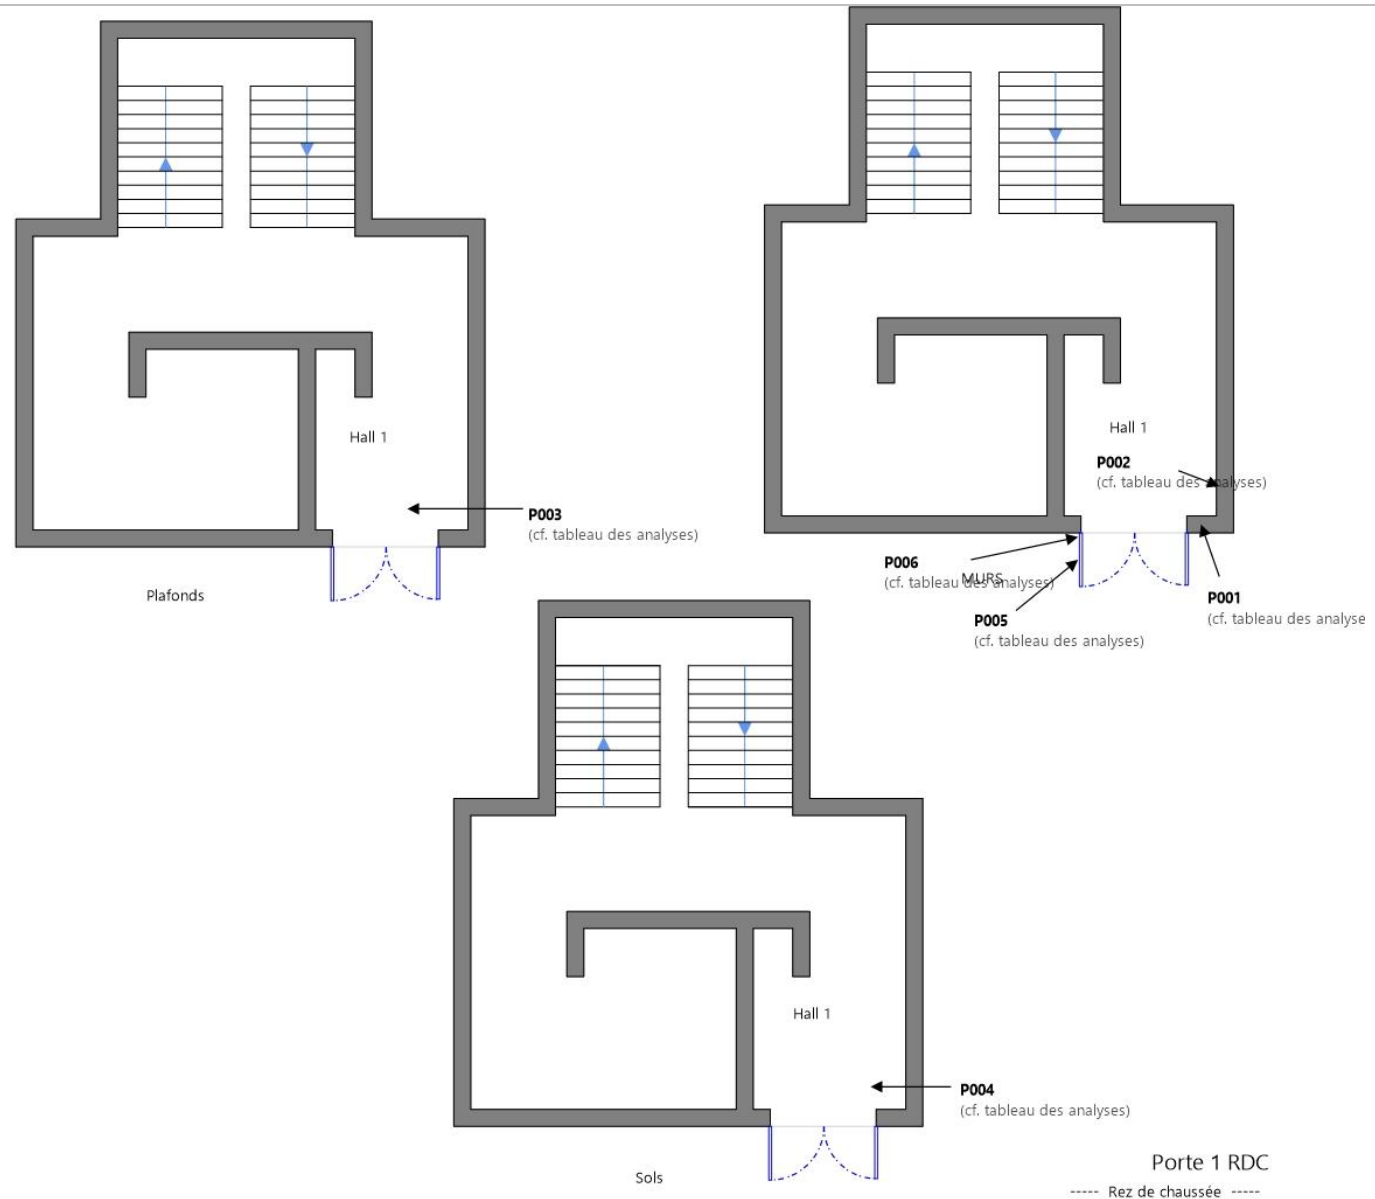 Hall 1
P003
(cf. tableau des analyses)
Plafonds
Hall 1
P002
(cf. tableau des analyses)
P006
(cf. tableau des analyses)
MURS
P005
(cf. tableau des analyses)
P001
(cf. tableau des analyse
Hall 1
P004
(cf. tableau des analyses)
Sols
Porte 1 RDC
----- Rez de chaussée -----